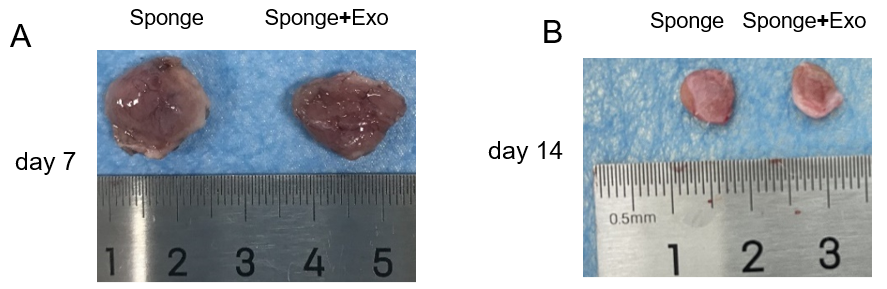 A
Sponge
Sponge+Exo
day 7
1 2 3 4 5
B
Sponge
Sponge+Exo
day 14
0.5mm
1 2 3